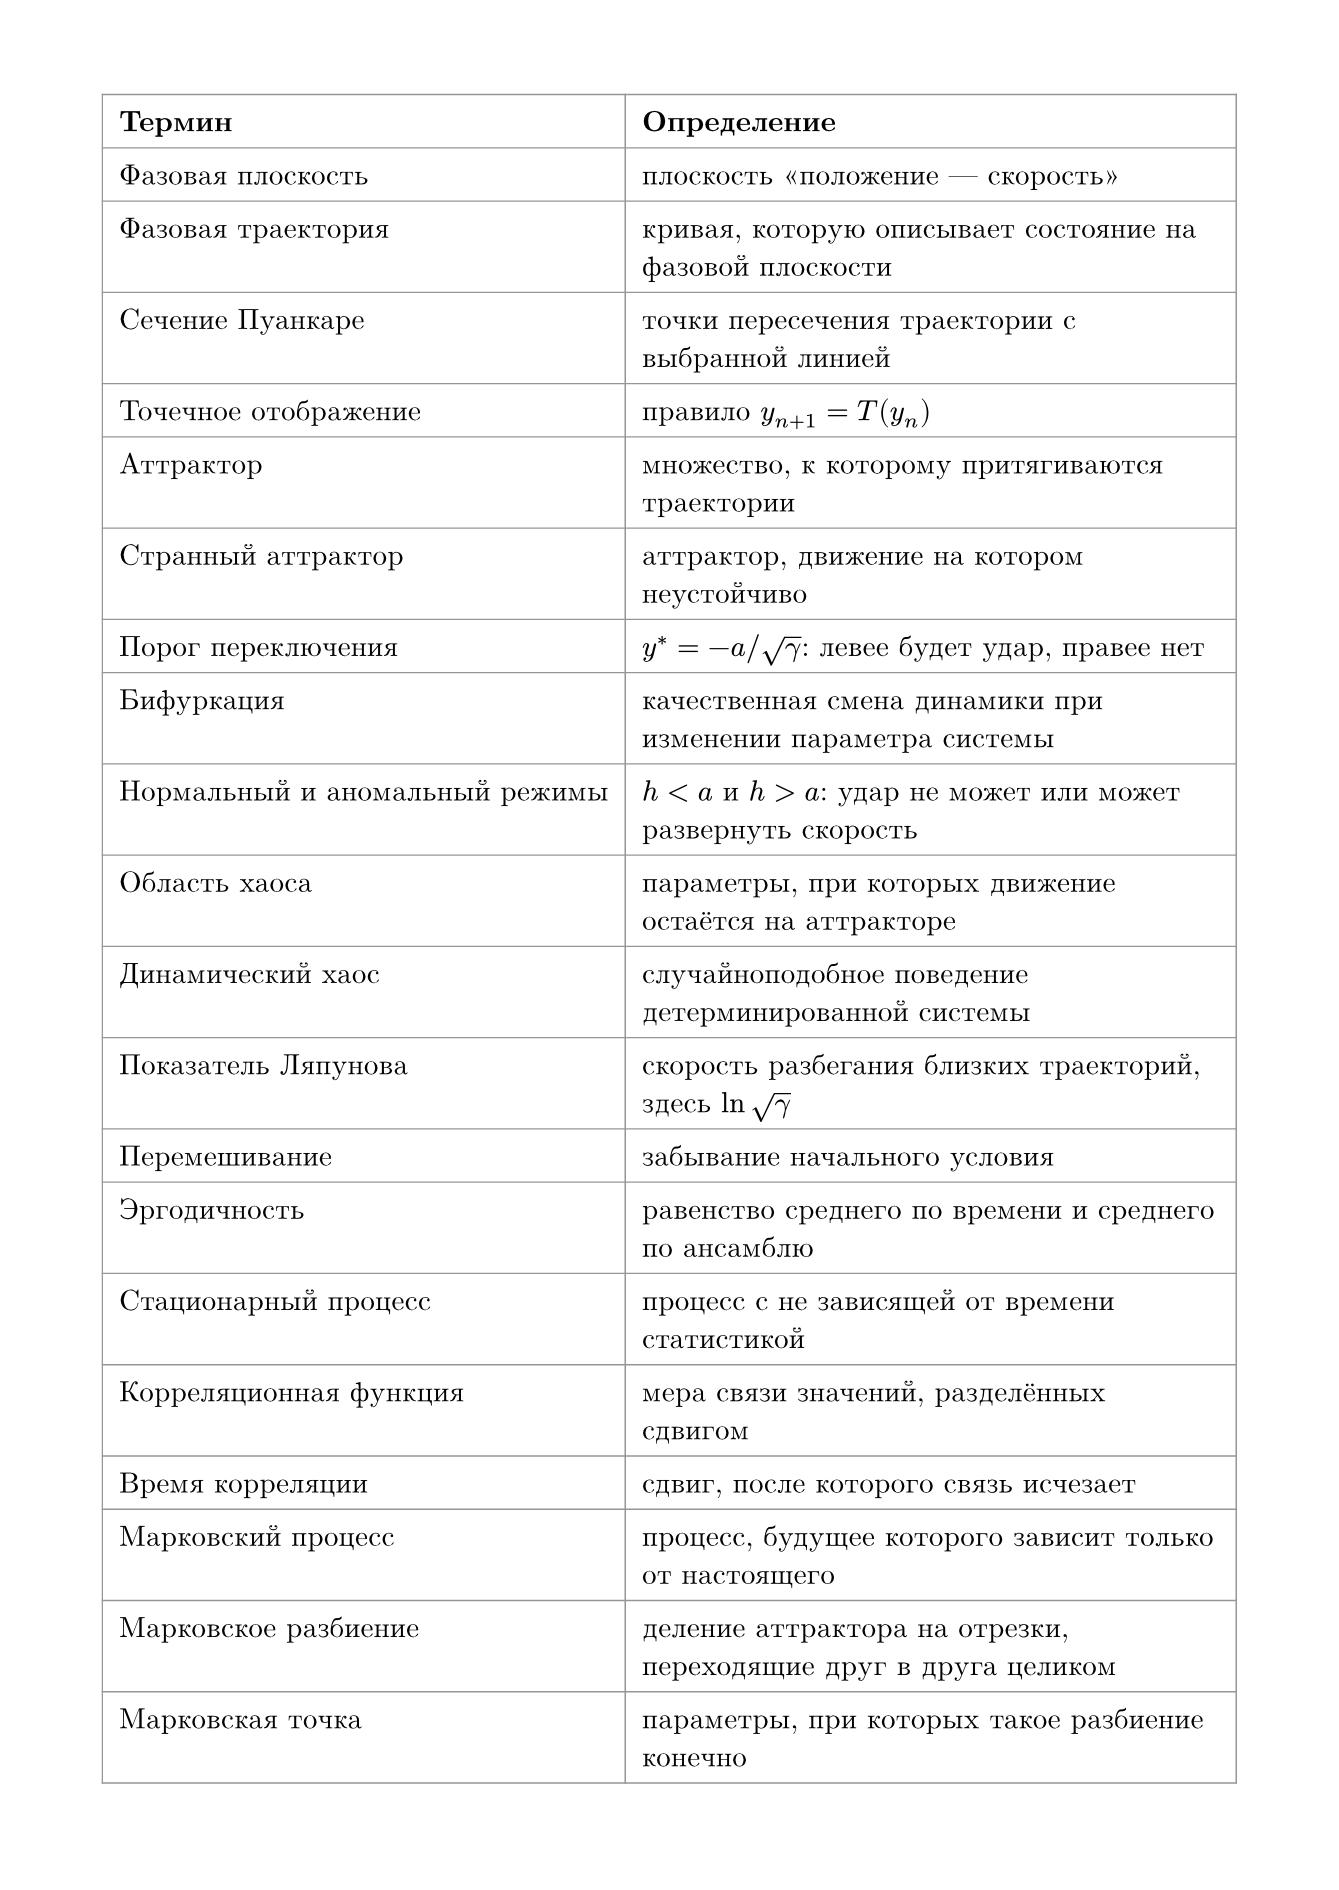 Термин Определение
Фазовая плоскость плоскость «положение — скорость»
Фазовая траектория кривая, которую описывает состояние на
фазовой плоскости
Сечение Пуанкаре точки пересечения траектории с
выбранной линией
Точечное отображение правило $y_{n+1} = T(y_n)$
Аттрактор множество, к которому притягиваются
траектории
Странный аттрактор аттрактор, движение на котором
неустойчиво
Порог переключения $y^* = -a/\sqrt{\gamma}$: левее будет удар, правее нет
Бифуркация качественная смена динамики при
изменении параметра системы
Нормальный и аномальный режимы $h < a$ и $h > a$: удар не может или может
развернуть скорость
Область хаоса параметры, при которых движение
остаётся на аттракторе
Динамический хаос случайноподобное поведение
детерминированной системы
Показатель Ляпунова скорость разбегания близких траекторий,
здесь $\ln \sqrt{\gamma}$
Перемешивание забывание начального условия
Эргодичность равенство среднего по времени и среднего
по ансамблю
Стационарный процесс процесс с не зависящей от времени
статистикой
Корреляционная функция мера связи значений, разделённых
сдвигом
Время корреляции сдвиг, после которого связь исчезает
Марковский процесс процесс, будущее которого зависит только
от настоящего
Марковское разбиение деление аттрактора на отрезки,
переходящие друг в друга целиком
Марковская точка параметры, при которых такое разбиение
конечно